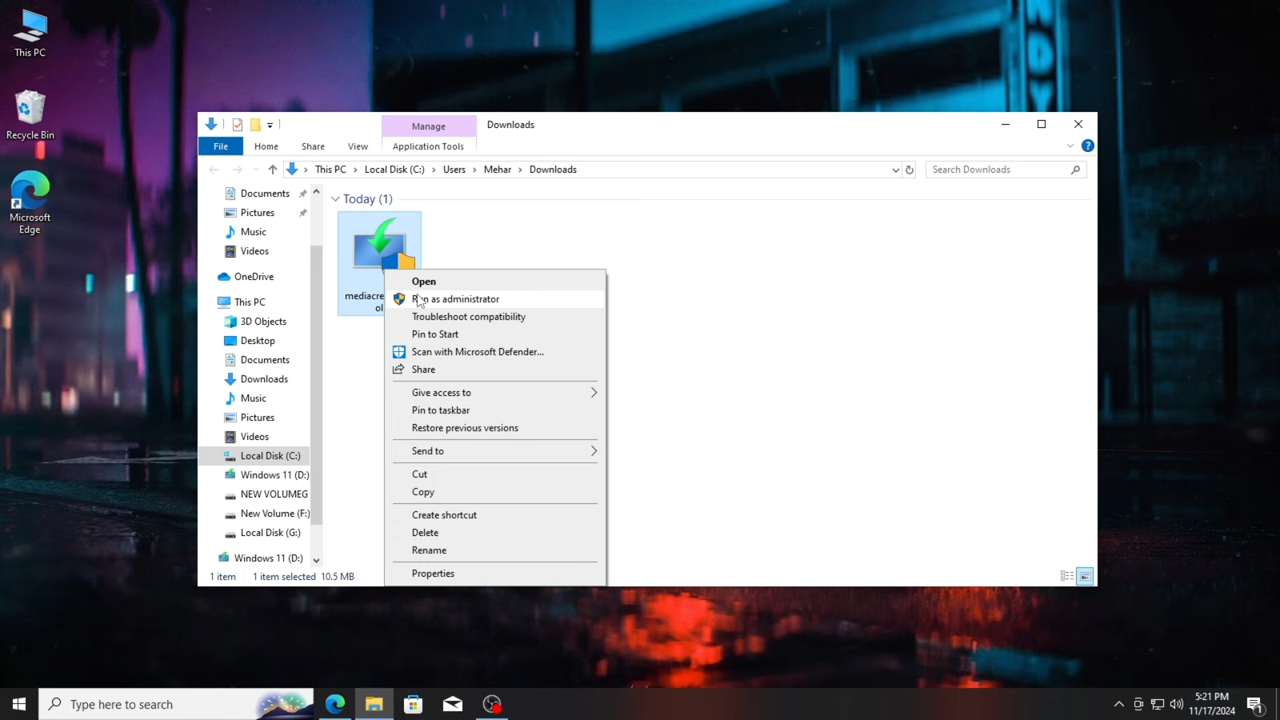 This PC
Recycle Bin
Microsoft
Edge
Manage
Downloads
File
Home
Share
View
Application Tools
This PC
Local Disk (C:)
Users
Mehar
Downloads
Search Downloads
Documents
Pictures
Music
Videos
OneDrive
This PC
3D Objects
Desktop
Documents
Downloads
Music
Pictures
Videos
Local Disk (C:)
Windows 11 (D:)
NEW VOLUMEG
New Volume (F:)
Local Disk (G:)
Windows 11 (D:)
Today (1)
mediacre
ol
Open
Run as administrator
Troubleshoot compatibility
Pin to Start
Scan with Microsoft Defender...
Share
Give access to
Pin to taskbar
Restore previous versions
Send to
Cut
Copy
Create shortcut
Delete
Rename
Properties
1 item
1 item selected 10.5 MB
Type here to search
5:21 PM
11/17/2024
1